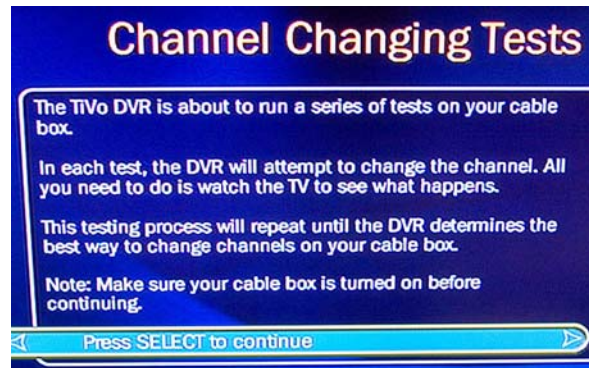 Channel Changing Tests
The TiVo DVR is about to run a series of tests on your cable
box.
In each test, the DVR will attempt to change the channel. All
you need to do is watch the TV to see what happens.
This testing process will repeat until the DVR determines the
best way to change channels on your cable box.
Note: Make sure your cable box is turned on before
continuing.
Press SELECT to continue